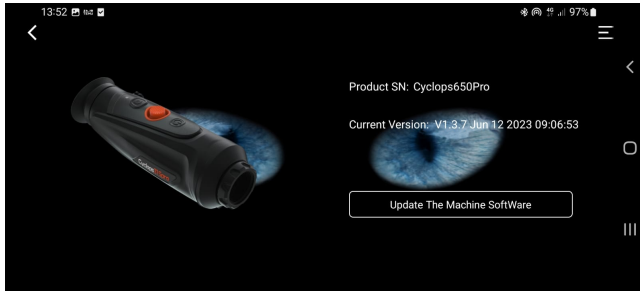 13:52
4G
97%
Product SN: Cyclops650Pro
Current Version: V1.3.7 Jun 12 2023 09:06:53
Update The Machine SoftWare